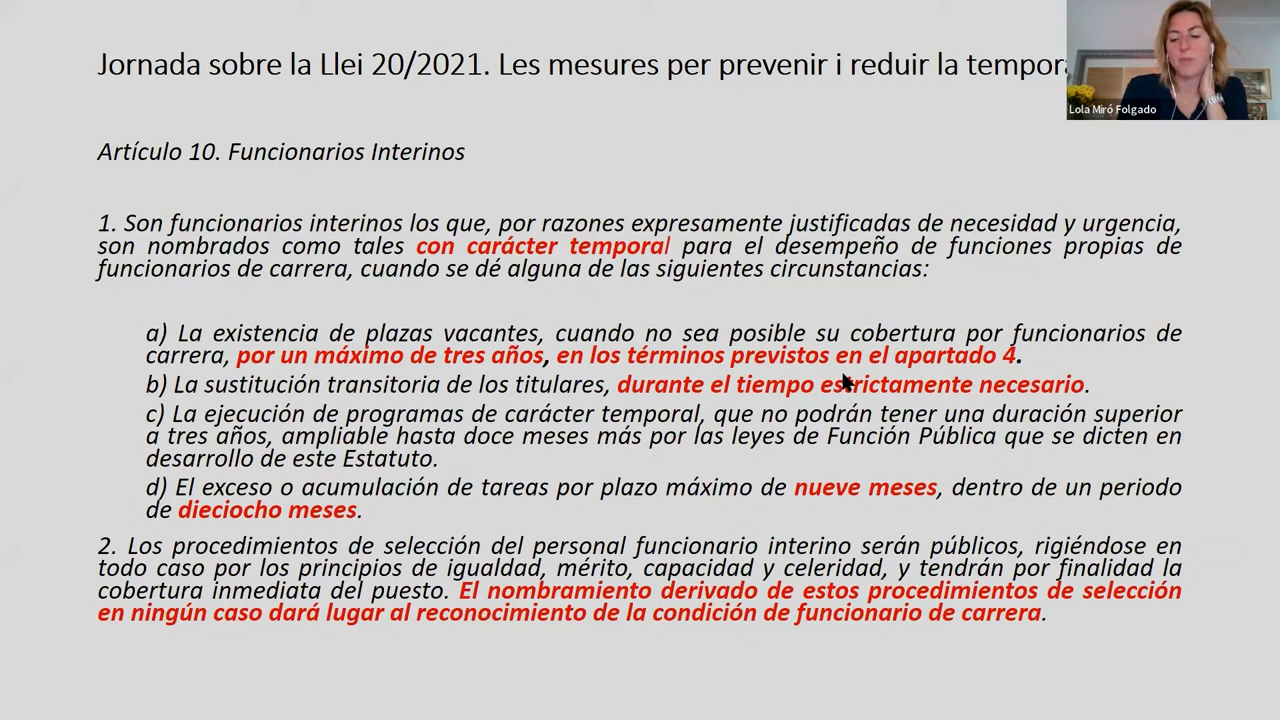 Jornada sobre la Llei 20/2021. Les mesures per prevenir i reduir la
Lola Miró Folgado
Artículo 10. Funcionarios Interinos
1. Son funcionarios interinos los que, por razones expresamente justificadas de necesidad y urgencia,
son nombrados como tales con carácter temporal para el desempeño de funciones propias de
funcionarios de carrera, cuando se dé alguna de las siguientes circunstancias:
a) La existencia de plazas vacantes, cuando no sea posible su cobertura por funcionarios de
carrera, por un máximo de tres años, en los términos previstos en el apartado 4.
b) La sustitución transitoria de los titulares, durante el tiempo estrictamente necesario.
c) La ejecución de programas de carácter temporal, que no podrán tener una duración superior
a tres años, ampliable hasta doce meses más por las leyes de Función Pública que se dicten en
desarrollo de este Estatuto.
d) El exceso o acumulación de tareas por plazo máximo de nueve meses, dentro de un periodo
de dieciocho meses.
2. Los procedimientos de selección del personal funcionario interino serán públicos, rigiéndose en
todo caso por los principios de igualdad, mérito, capacidad y celeridad, y tendrán por finalidad la
cobertura inmediata del puesto. El nombramiento derivado de estos procedimientos de selección
en ningún caso dará lugar al reconocimiento de la condición de funcionario de carrera.